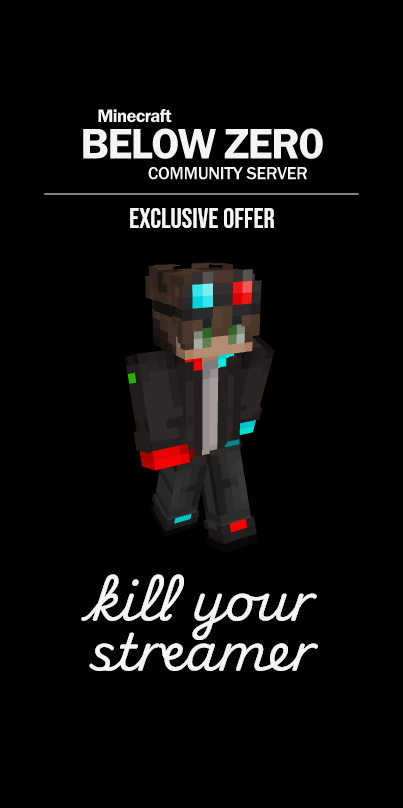 Minecraft
BELOW ZERO
COMMUNITY SERVER
EXCLUSIVE OFFER
kill your
streamer